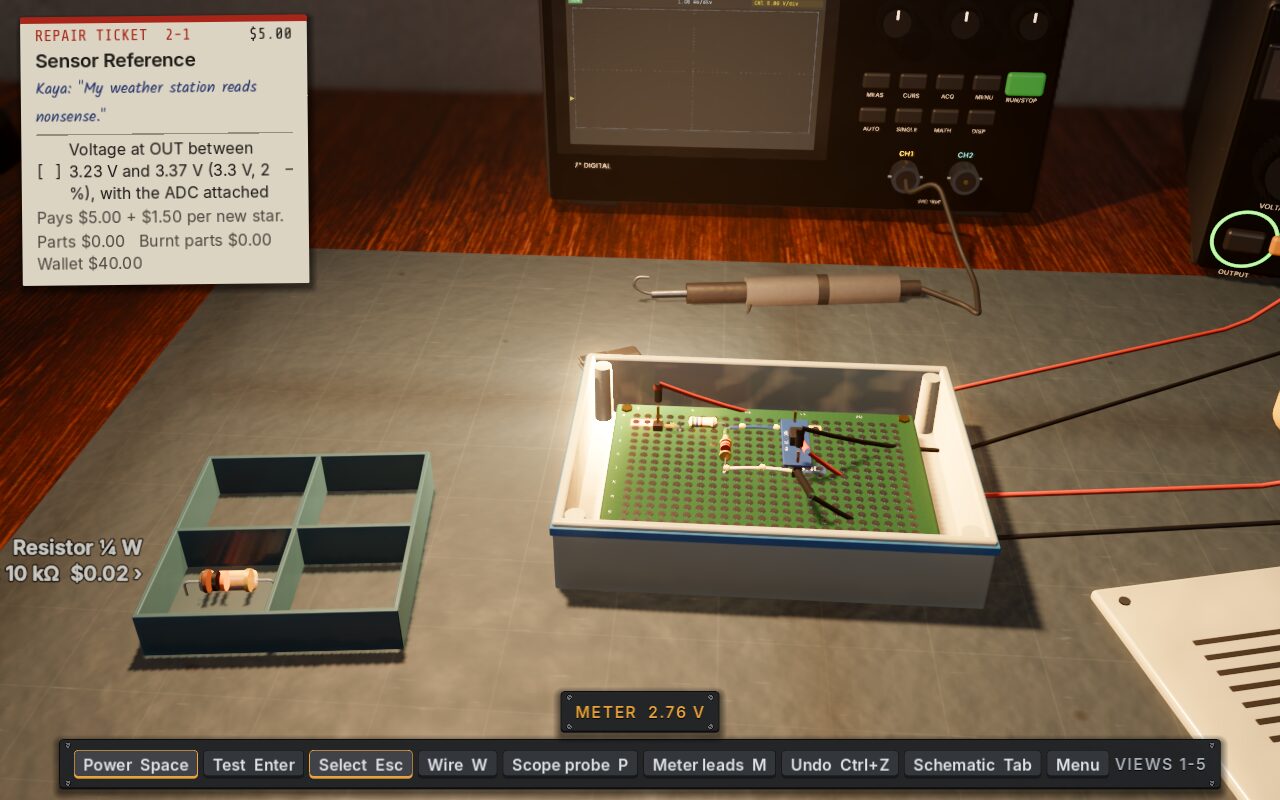 REPAIR TICKET 2-1 $5.00
Sensor Reference
Kaya: "My weather station reads
nonsense."
Voltage at OUT between
[ ] 3.23 V and 3.37 V (3.3 V, 2 –
%), with the ADC attached
Pays $5.00 + $1.50 per new star.
Parts $0.00 Burnt parts $0.00
Wallet $40.00
MEAS CURS ACQ MENU RUN/STOP
AUTO SINGLE MATH DISP
7" DIGITAL
CH1 CH2
OUTPUT
Resistor ¼ W
10 kΩ $0.02 ›
METER 2.76 V
Power Space Test Enter Select Esc Wire W Scope probe P Meter leads M Undo Ctrl+Z Schematic Tab Menu VIEWS 1-5